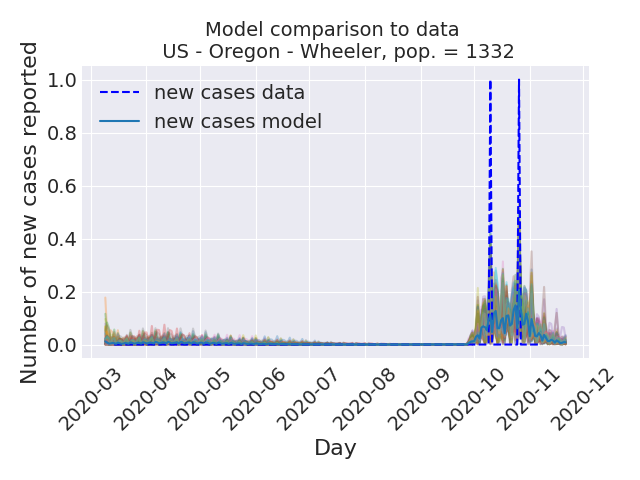 Model comparison to data
US - Oregon - Wheeler, pop. = 1332
Number of new cases reported
1.0
0.8
0.6
0.4
0.2
0.0
new cases data
new cases model
2020-03
2020-04
2020-05
2020-06
2020-07
2020-08
2020-09
2020-10
2020-11
2020-12
Day